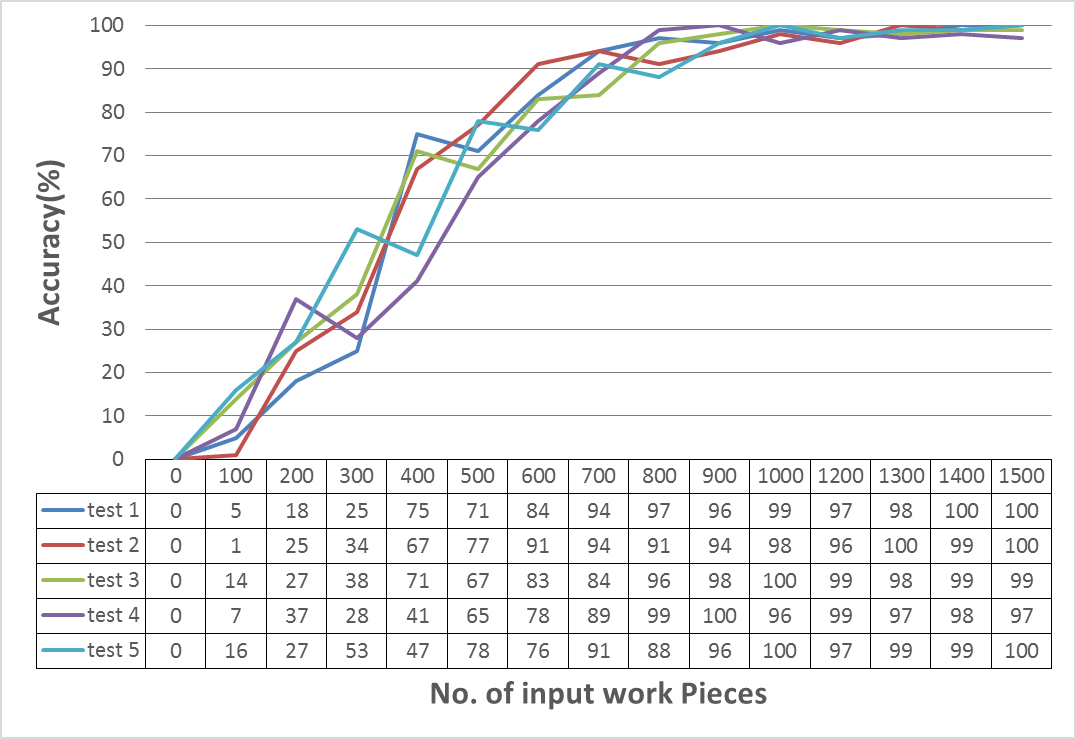 Accuracy(%)
100
90
80
70
60
50
40
30
20
10
0
0 100 200 300 400 500 600 700 800 900 1000 1200 1300 1400 1500
test 1 0 5 18 25 75 71 84 94 97 96 99 97 98 100 100
test 2 0 1 25 34 67 77 91 94 91 94 98 96 100 99 100
test 3 0 14 27 38 71 67 83 84 96 98 100 99 98 99 99
test 4 0 7 37 28 41 65 78 89 99 100 96 99 97 98 97
test 5 0 16 27 53 47 78 76 91 88 96 100 97 99 99 100
No. of input work Pieces